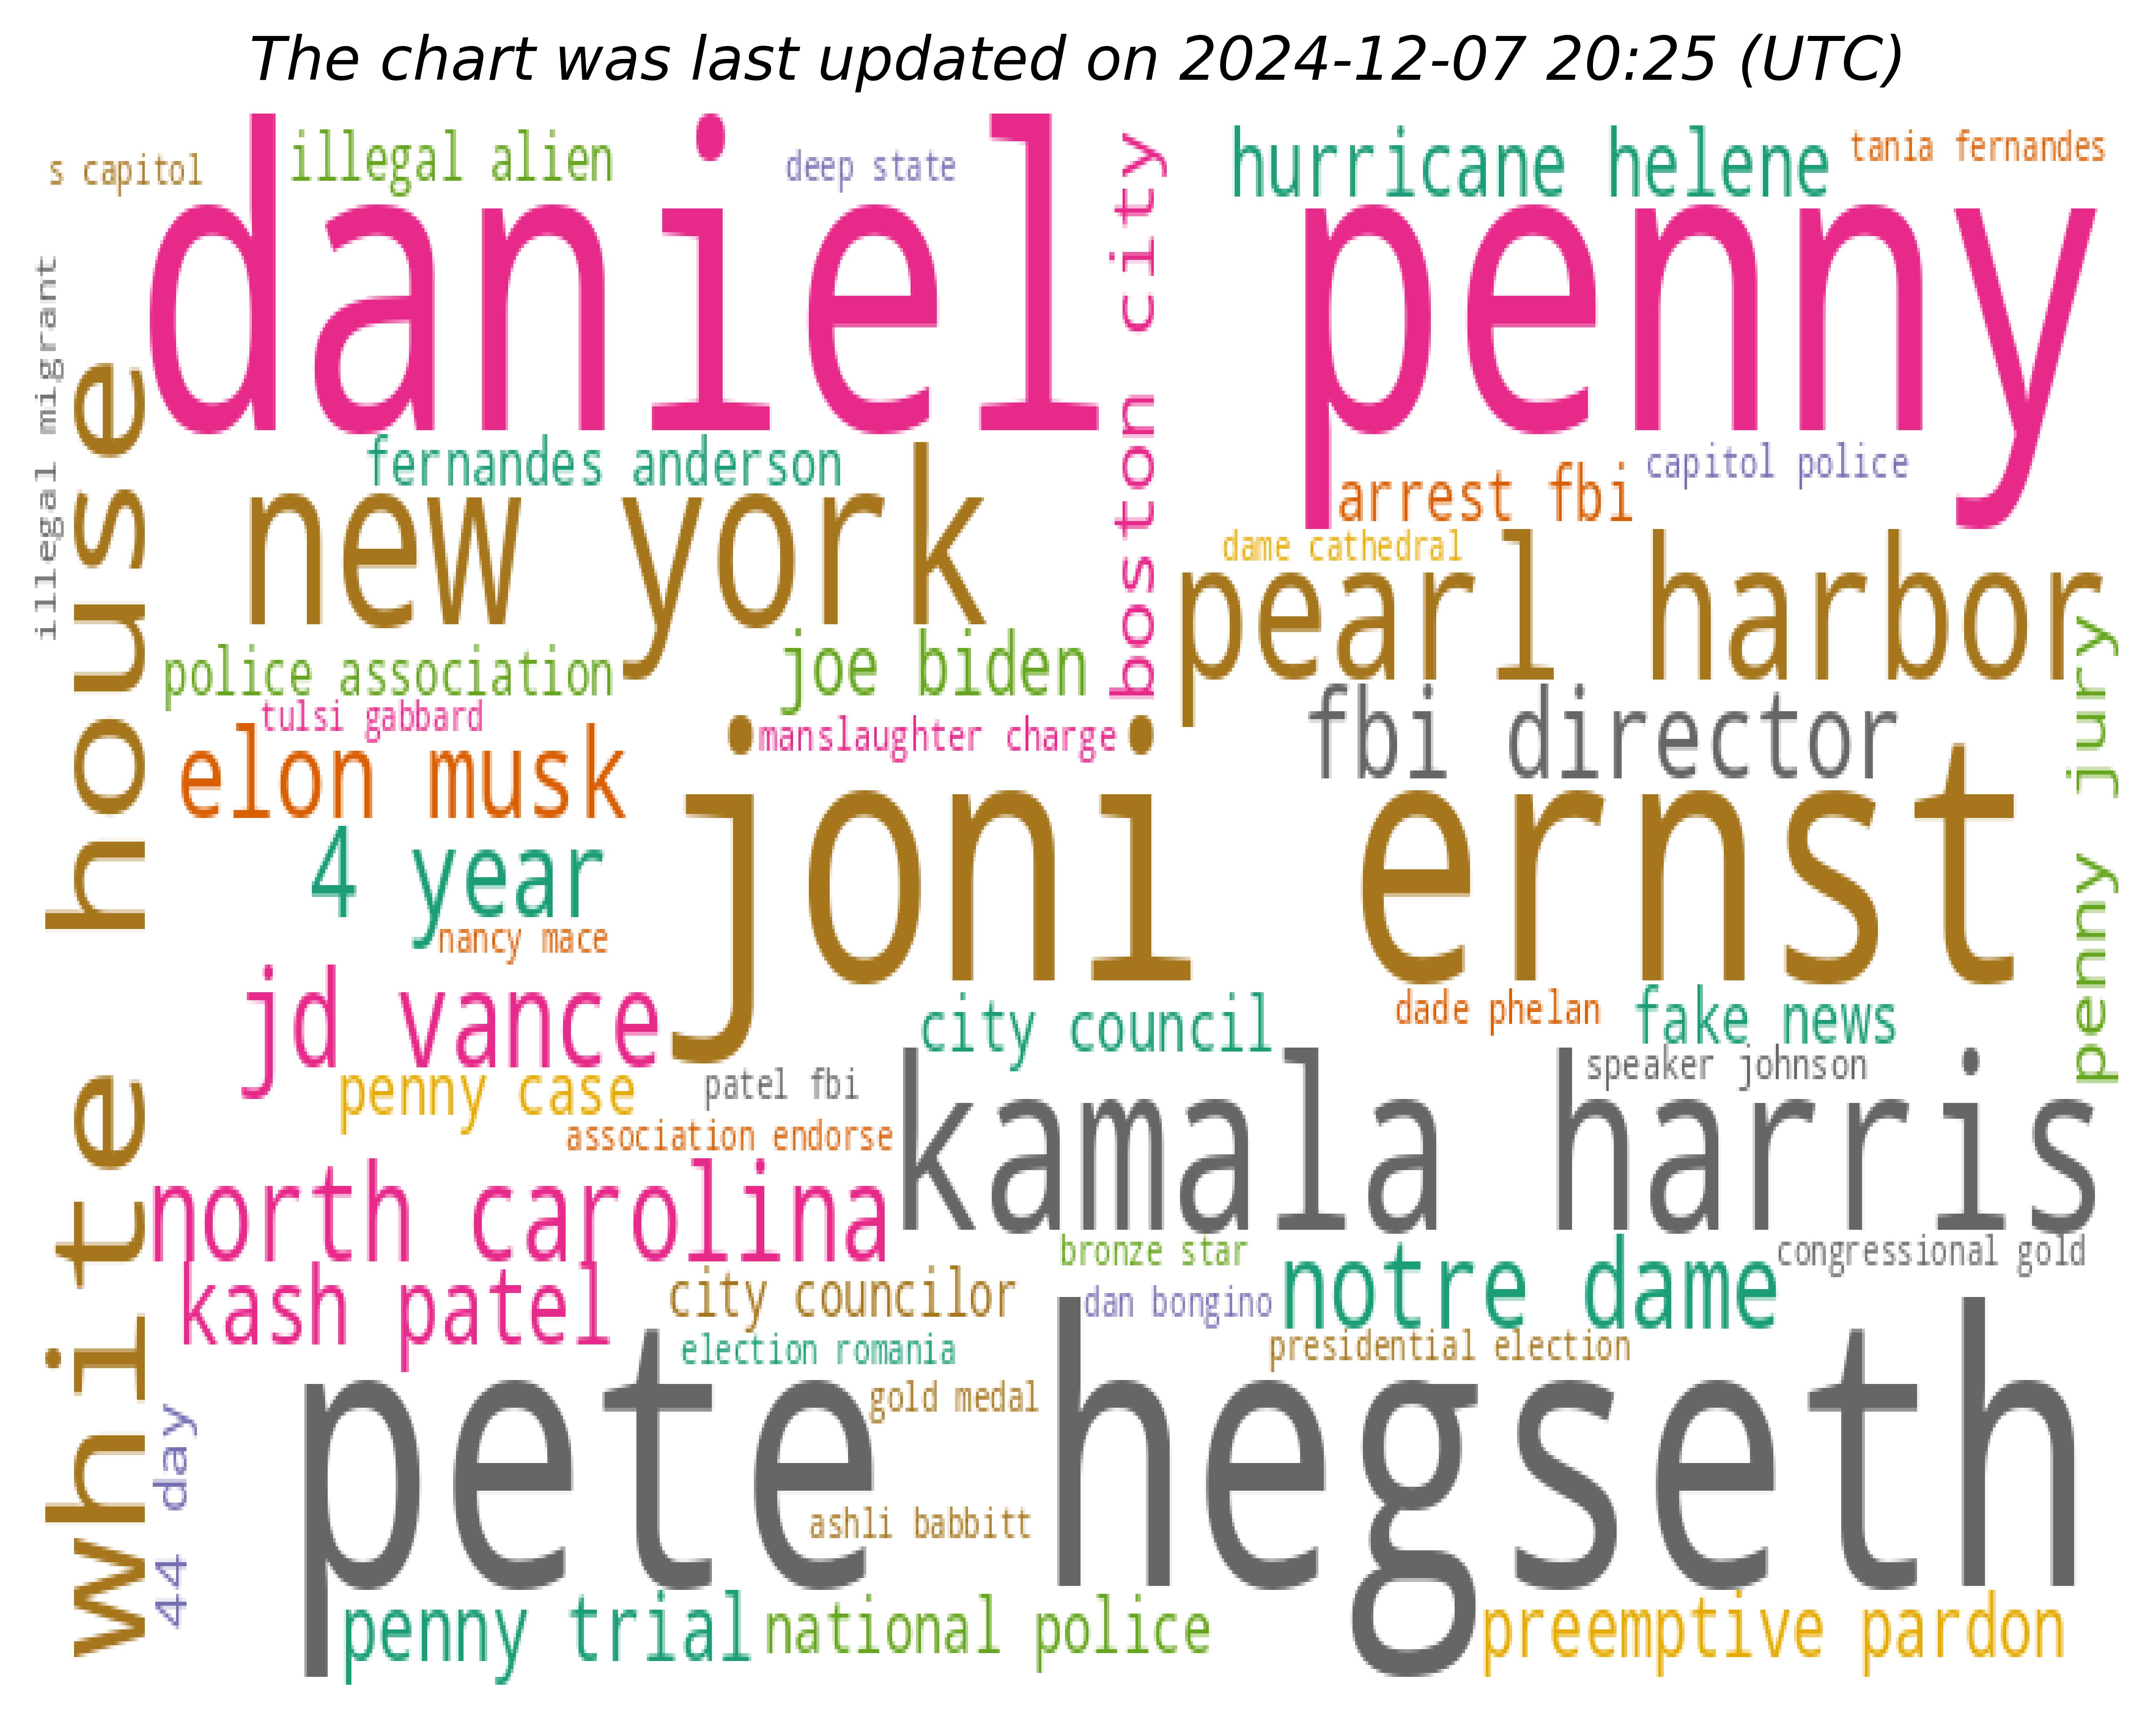 The chart was last updated on 2024-12-07 20:25 (UTC)
s capitol
illegal alien
deep state
hurricane helene
tania fernandes
daniel penny
boston city
illegal migrant
white house
fernandes anderson
capitol police
arrest fbi
new york
dame cathedral
pearl harbor
police association
joe biden
penny jury
tulsi gabbard
manslaughter charge
fbi director
elon musk
joni ernst
4 year
nancy mace
jd vance
city council
dade phelan
fake news
speaker johnson
penny case
patel fbi
association endorse
kamala harris
north carolina
bronze star
congressional gold
kash patel
city councilor
dan bongino
notre dame
election romania
presidential election
gold medal
pete hegseth
44 day
ashli babbitt
penny trial
national police
preemptive pardon